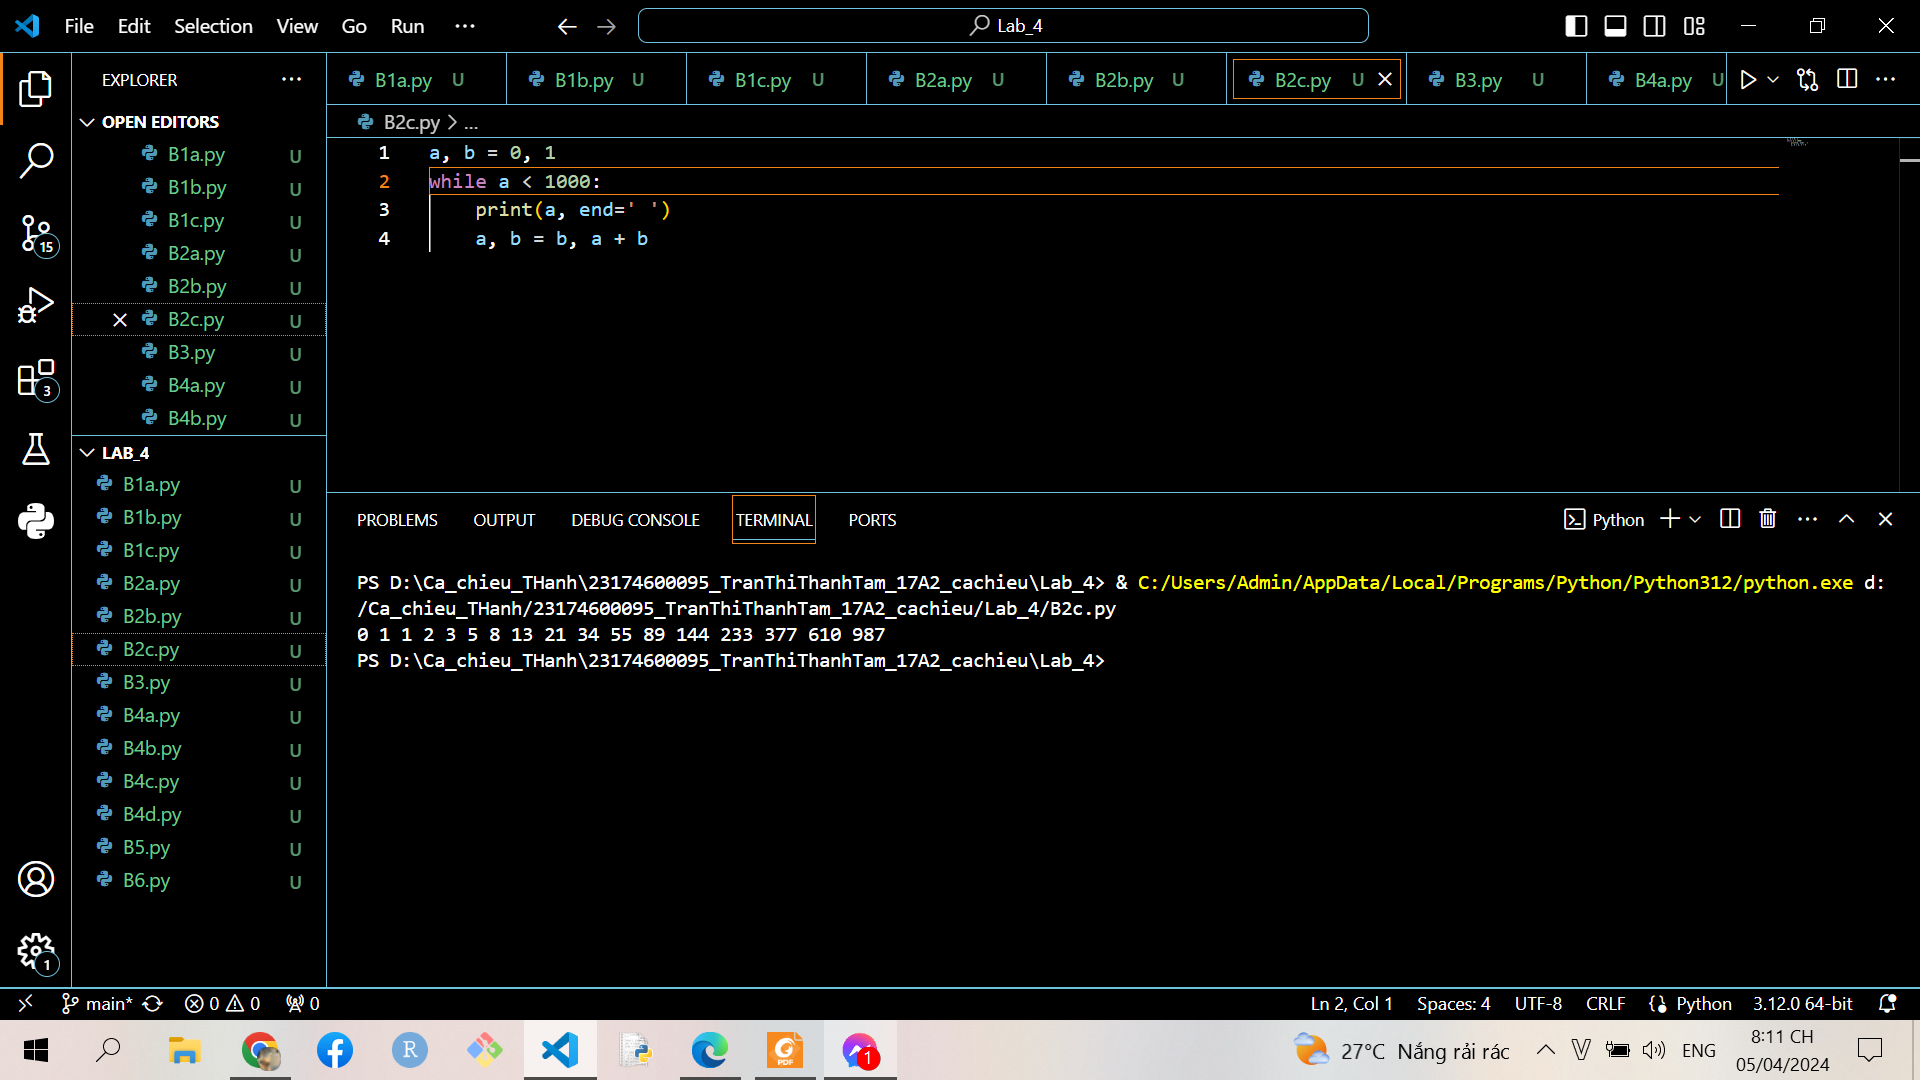 File Edit Selection View Go Run ...
Lab_4
EXPLORER ...
OPEN EDITORS
B1a.py U
B1b.py U
B1c.py U
B2a.py U
B2b.py U
B2c.py U
B3.py U
B4a.py U
B4b.py U
LAB_4
B1a.py U
B1b.py U
B1c.py U
B2a.py U
B2b.py U
B2c.py U
B3.py U
B4a.py U
B4b.py U
B4c.py U
B4d.py U
B5.py U
B6.py U
15
3
1
B1a.py U B1b.py U B1c.py U B2a.py U B2b.py U B2c.py U B3.py U B4a.py U
B2c.py > ...
1 a, b = 0, 1
2 while a < 1000:
3 print(a, end=' ')
4 a, b = b, a + b
PROBLEMS OUTPUT DEBUG CONSOLE TERMINAL PORTS Python
PS D:\Ca_chieu_THanh\23174600095_TranThiThanhTam_17A2_cachieu\Lab_4> & C:/Users/Admin/AppData/Local/Programs/Python/Python312/python.exe d:
/Ca_chieu_THanh/23174600095_TranThiThanhTam_17A2_cachieu/Lab_4/B2c.py
0 1 1 2 3 5 8 13 21 34 55 89 144 233 377 610 987
PS D:\Ca_chieu_THanh\23174600095_TranThiThanhTam_17A2_cachieu\Lab_4>
main* 0 0 0 Ln 2, Col 1 Spaces: 4 UTF-8 CRLF Python 3.12.0 64-bit
R PDF 1 27°C Nắng rải rác V ENG 8:11 CH
05/04/2024